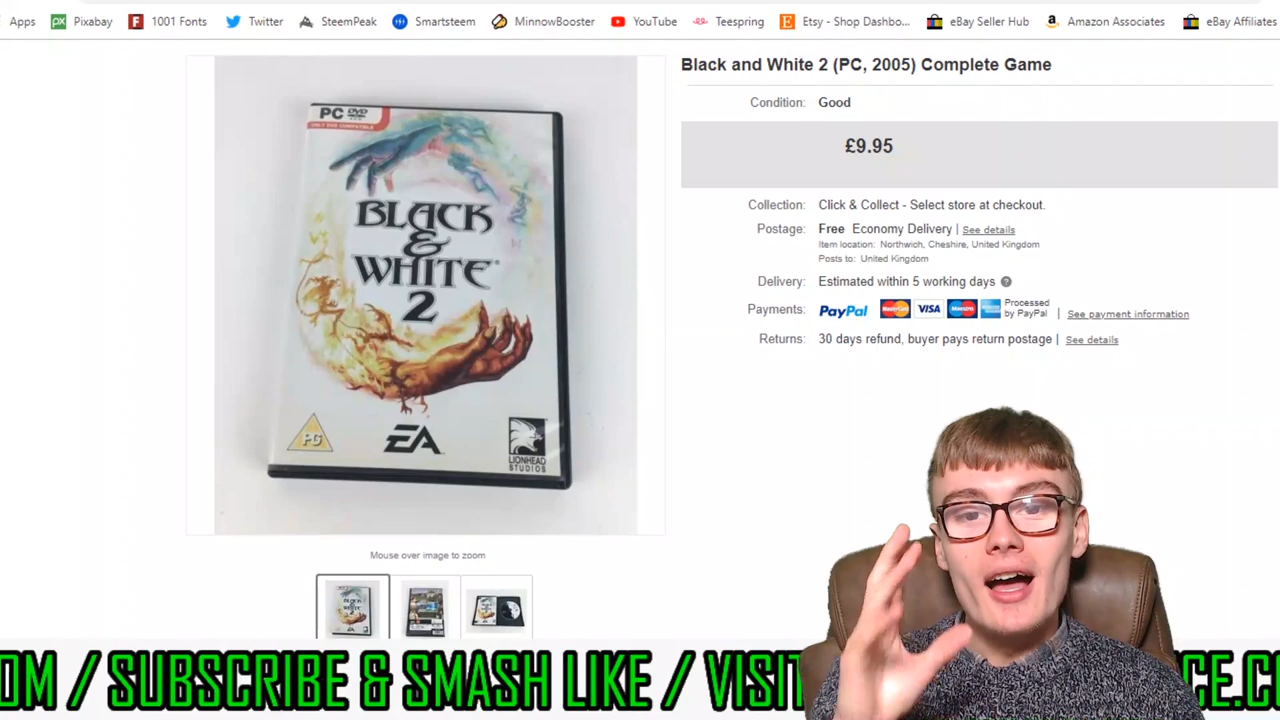 Apps Pixabay 1001 Fonts Twitter SteemPeak Smartsteem MinnowBooster YouTube Teespring Etsy - Shop Dashbo... eBay Seller Hub Amazon Associates eBay Affiliates
Black and White 2 (PC, 2005) Complete Game
Condition: Good
£9.95
Collection: Click & Collect - Select store at checkout.
Postage: Free Economy Delivery | See details
Item location: Northwich, Cheshire, United Kingdom
Posts to: United Kingdom
Delivery: Estimated within 5 working days
Payments: PayPal MasterCard VISA Maestro Processed by PayPal | See payment information
Returns: 30 days refund, buyer pays return postage | See details
PC DVD
ONLY DVD COMPATIBLE
BLACK
&
WHITE
2
PG
EA
LIONHEAD
STUDIOS
Mouse over image to zoom
OM / SUBSCRIBE & SMASH LIKE / VISIT CE.C